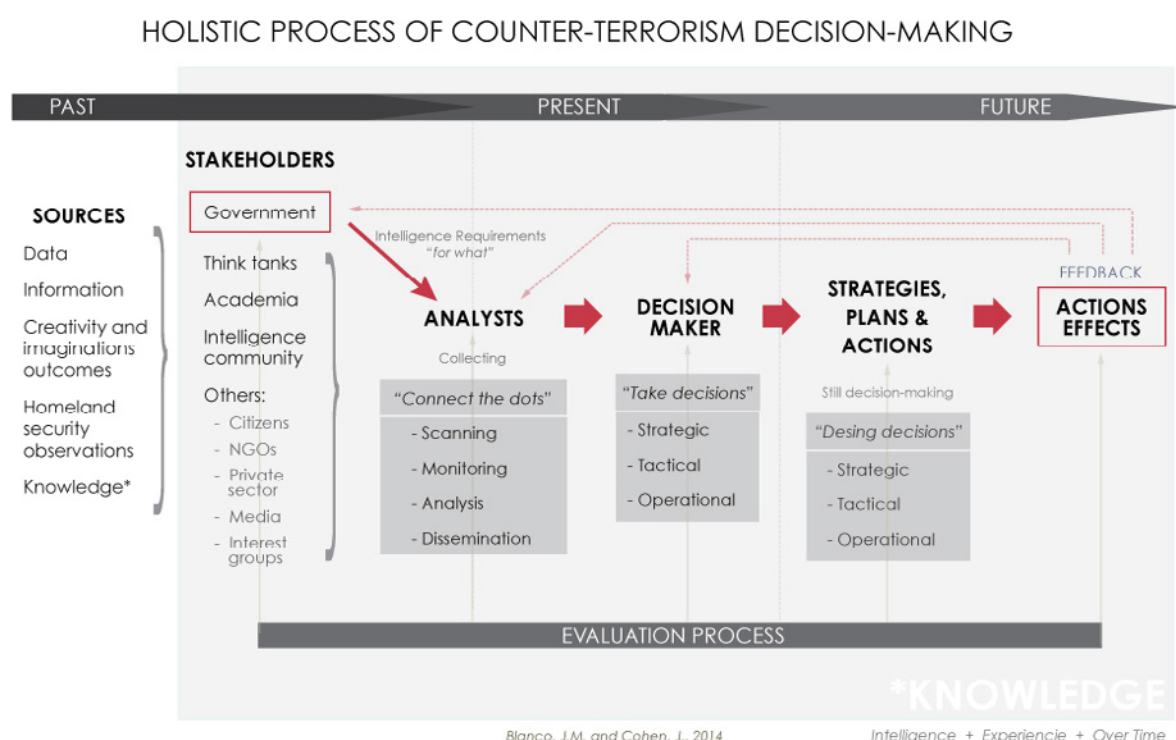 HOLISTIC PROCESS OF COUNTER-TERRORISM DECISION-MAKING
PAST
PRESENT
FUTURE
SOURCES
Data
Information
Creativity and
imaginations
outcomes
Homeland
security
observations
Knowledge*
STAKEHOLDERS
Government
Think tanks
Academia
Intelligence
community
Others:
- Citizens
- NGOs
- Private
sector
- Media
- Interest
groups
Intelligence Requirements
"for what"
ANALYSTS
Collecting
"Connect the dots"
- Scanning
- Monitoring
- Analysis
- Dissemination
DECISION
MAKER
"Take decisions"
- Strategic
- Tactical
- Operational
STRATEGIES,
PLANS &
ACTIONS
Still decision-making
"Desing decisions"
- Strategic
- Tactical
- Operational
FEEDBACK
ACTIONS
EFFECTS
EVALUATION PROCESS
*KNOWLEDGE
Blanco, J.M. and Cohen, J., 2014
Intelligence + Experiencie + Over Time